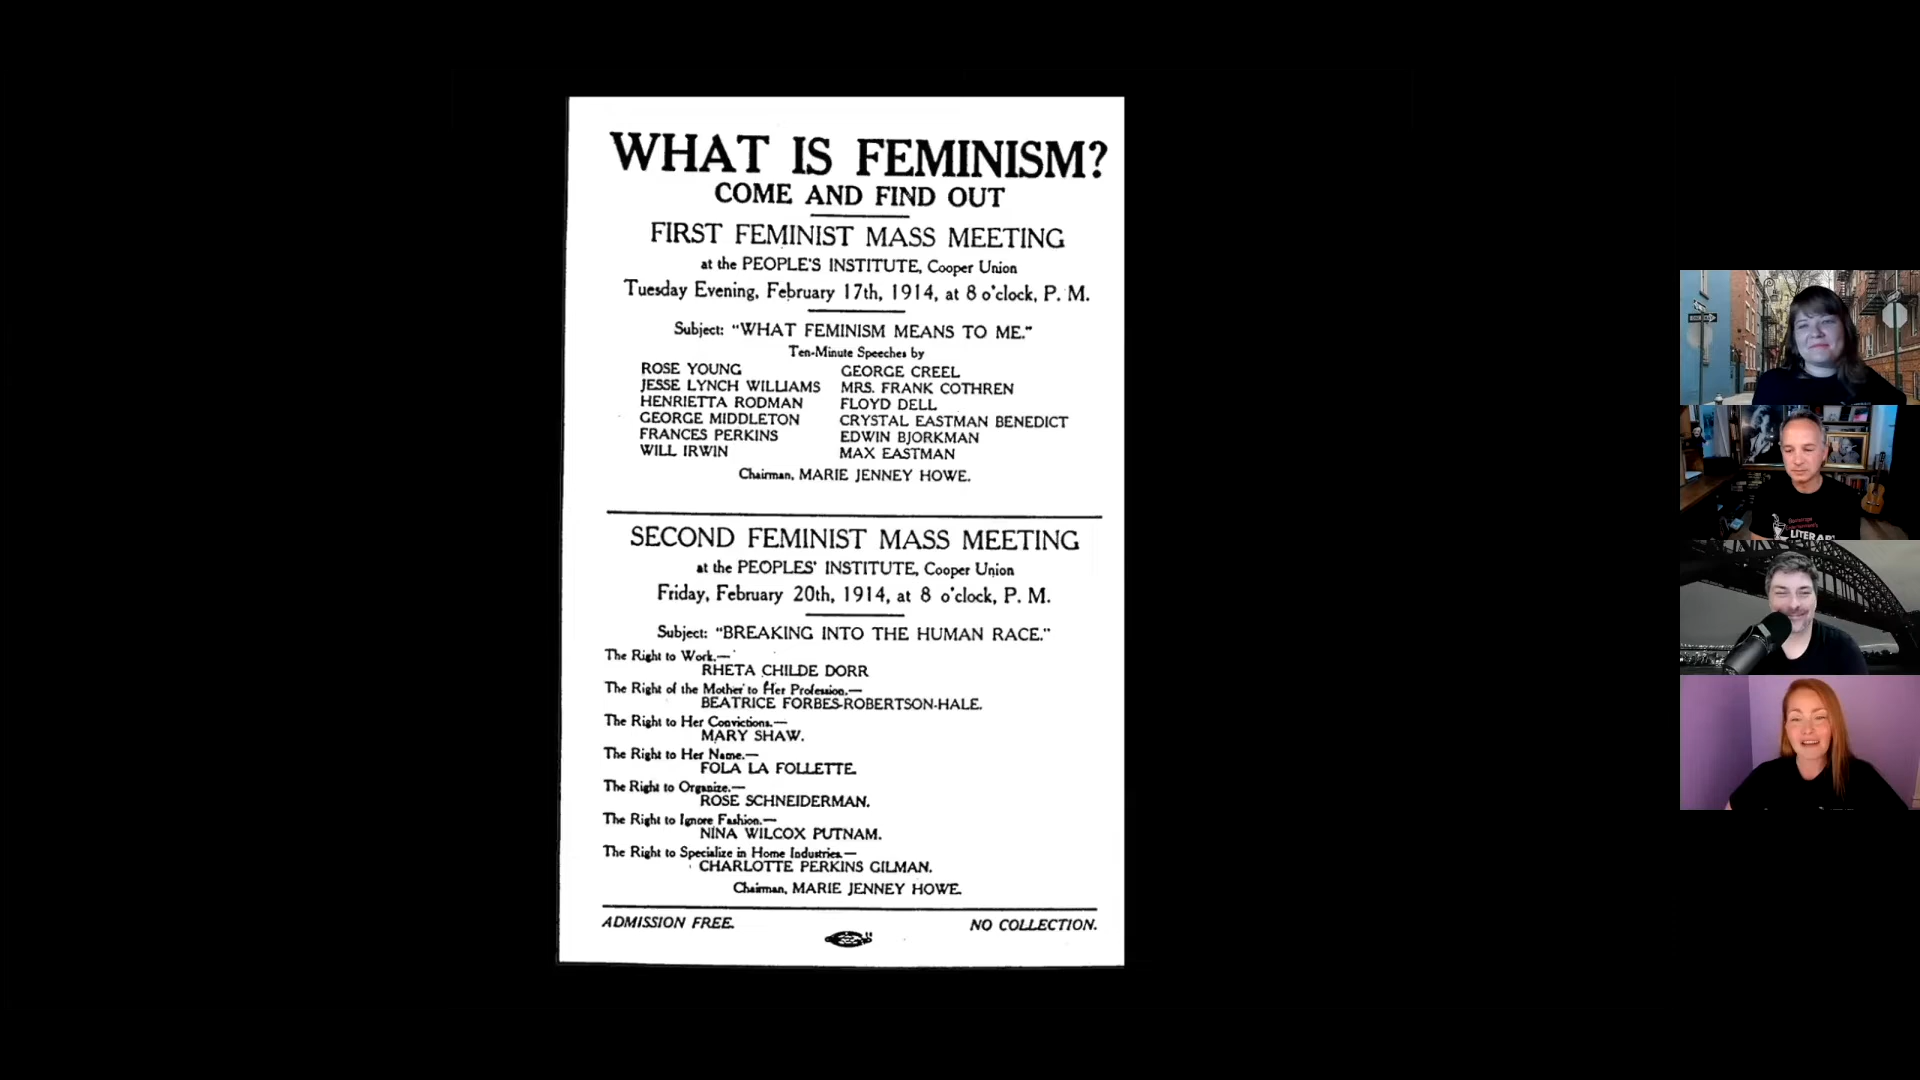 WHAT IS FEMINISM?
COME AND FIND OUT
FIRST FEMINIST MASS MEETING
at the PEOPLE'S INSTITUTE, Cooper Union
Tuesday Evening, February 17th, 1914, at 8 o'clock, P. M.
Subject: "WHAT FEMINISM MEANS TO ME."
Ten-Minute Speeches by
ROSE YOUNG GEORGE CREEL
JESSE LYNCH WILLIAMS MRS. FRANK COTHREN
HENRIETTA RODMAN FLOYD DELL
GEORGE MIDDLETON CRYSTAL EASTMAN BENEDICT
FRANCES PERKINS EDWIN BJORKMAN
WILL IRWIN MAX EASTMAN
Chairman, MARIE JENNEY HOWE.
SECOND FEMINIST MASS MEETING
at the PEOPLES' INSTITUTE, Cooper Union
Friday, February 20th, 1914, at 8 o'clock, P. M.
Subject: "BREAKING INTO THE HUMAN RACE."
The Right to Work.—
RHETA CHILDE DORR
The Right of the Mother to Her Profession.—
BEATRICE FORBES-ROBERTSON-HALE.
The Right to Her Convictions.—
MARY SHAW.
The Right to Her Name.—
FOLA LA FOLLETTE.
The Right to Organize.—
ROSE SCHNEIDERMAN.
The Right to Ignore Fashion.—
NINA WILCOX PUTNAM.
The Right to Specialize in Home Industries.—
CHARLOTTE PERKINS GILMAN.
Chairman, MARIE JENNEY HOWE.
ADMISSION FREE. NO COLLECTION.
LITERARY